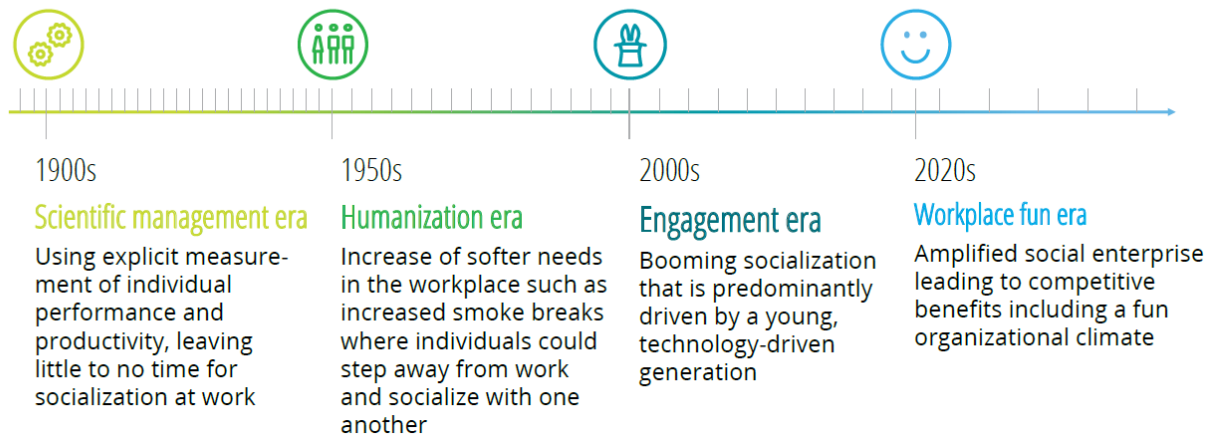 1900s
Scientific management era
Using explicit measure-
ment of individual
performance and
productivity, leaving
little to no time for
socialization at work
1950s
Humanization era
Increase of softer needs
in the workplace such as
increased smoke breaks
where individuals could
step away from work
and socialize with one
another
2000s
Engagement era
Booming socialization
that is predominantly
driven by a young,
technology-driven
generation
2020s
Workplace fun era
Amplified social enterprise
leading to competitive
benefits including a fun
organizational climate